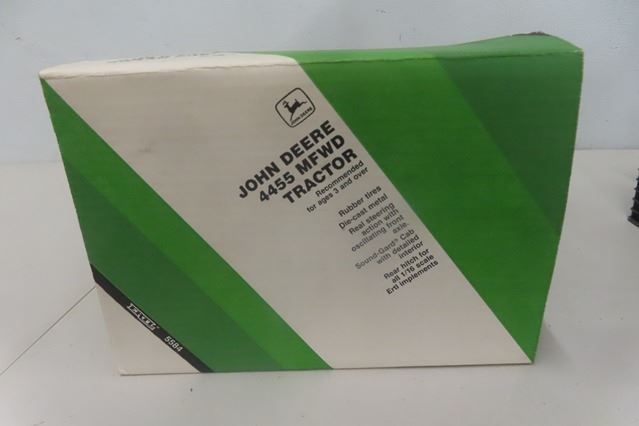 JOHN DEERE
JOHN DEERE
4455 MFWD
TRACTOR
Recommended
for ages 3 and over
Rubber tires
Die-cast metal
Real steering
action with
oscillating front
axle.
Sound-Gard® Cab
with detailed
interior
Rear hitch for
all 1/16 scale
Ertl implements
ERTL
5584